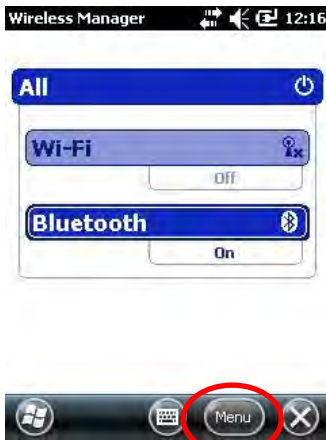 Wireless Manager 12:16
All
Wi-Fi
Off
Bluetooth
On
Menu